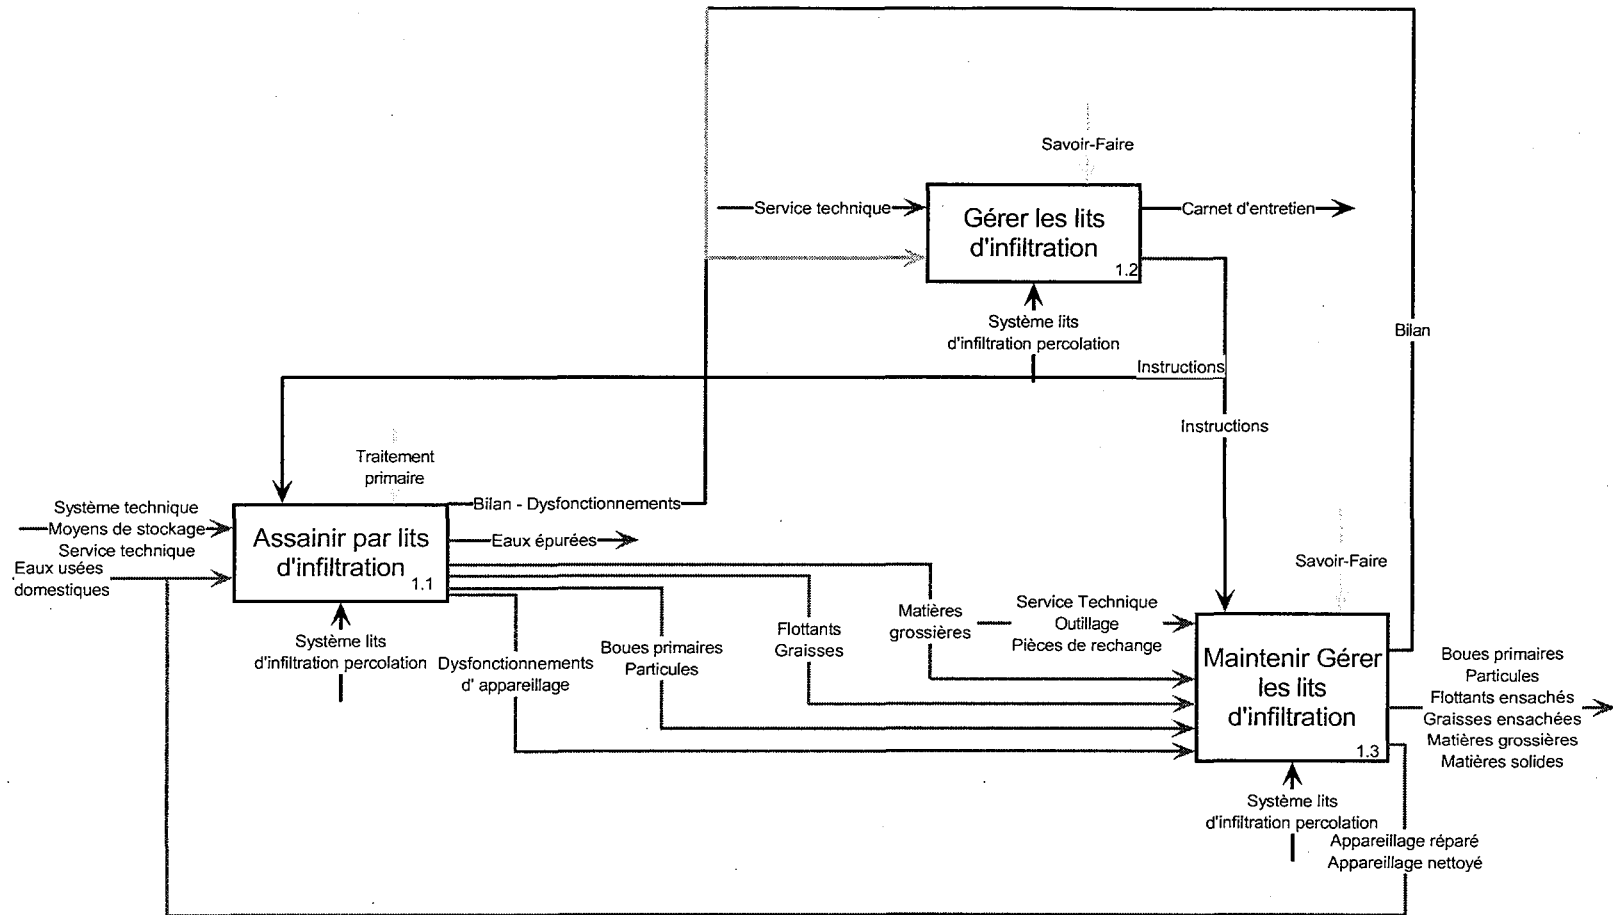 Savoir-Faire
Service technique
Gérer les lits
d'infiltration
1.2
Carnet d'entretien
Système lits
d'infiltration percolation
Bilan
Instructions
Instructions
Traitement
primaire
Système technique
Moyens de stockage
Service technique
Eaux usées
domestiques
Assainir par lits
d'infiltration
1.1
Bilan - Dysfonctionnements
Eaux épurées
Système lits
d'infiltration percolation
Dysfonctionnements
d' appareillage
Boues primaires
Particules
Flottants
Graisses
Matières
grossières
Service Technique
Outillage
Pièces de rechange
Savoir-Faire
Maintenir Gérer
les lits
d'infiltration
1.3
Boues primaires
Particules
Flottants ensachés
Graisses ensachées
Matières grossières
Matières solides
Système lits
d'infiltration percolation
Appareillage réparé
Appareillage nettoyé